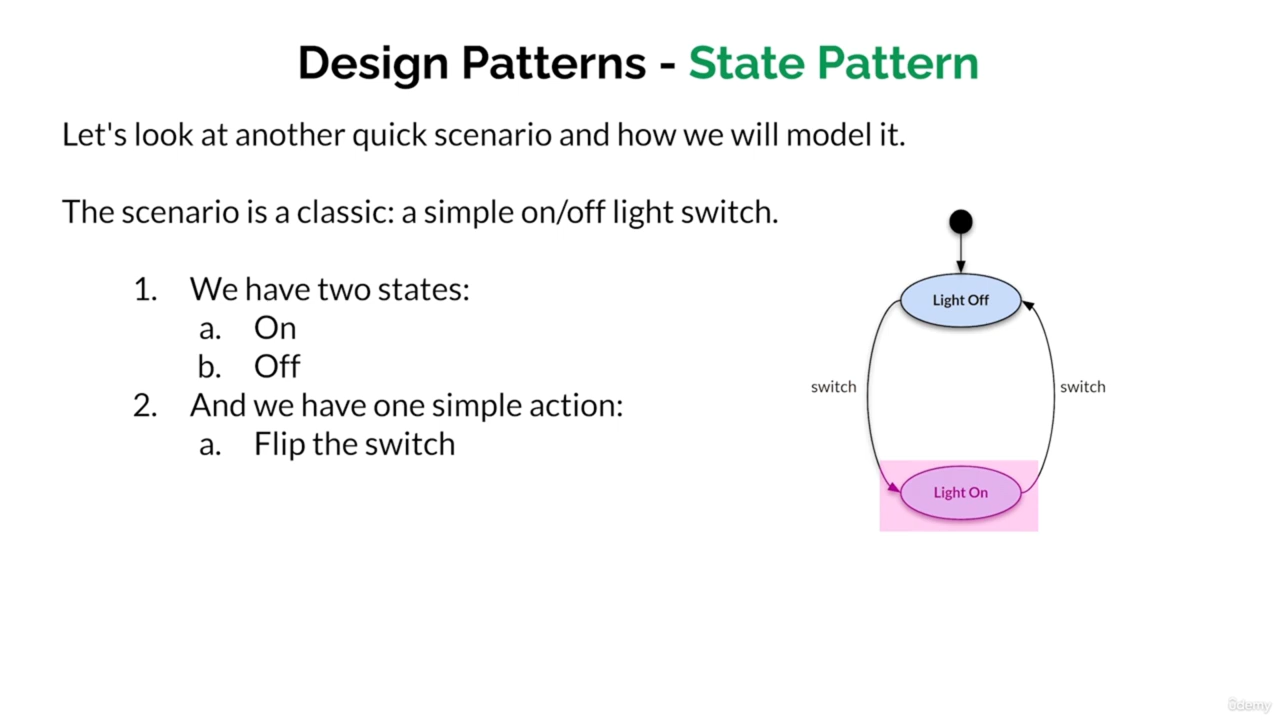 Design Patterns - State Pattern
Let's look at another quick scenario and how we will model it.
The scenario is a classic: a simple on/off light switch.
1. We have two states:
a. On
b. Off
2. And we have one simple action:
a. Flip the switch
Light Off
switch
switch
Light On
ûdemy